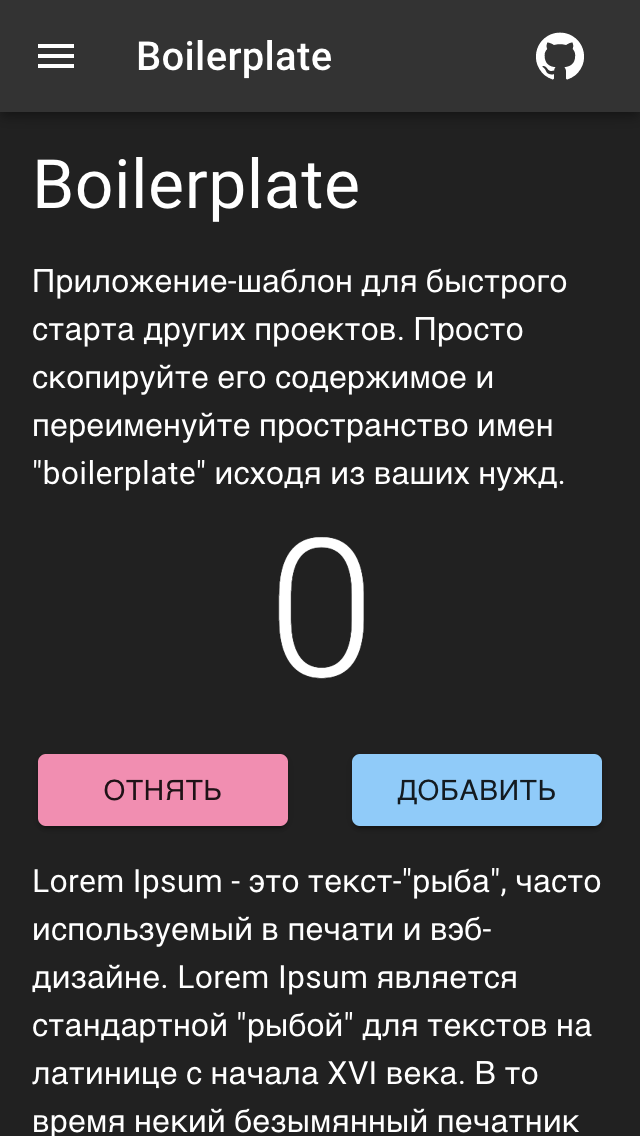 Boilerplate
Boilerplate
Приложение-шаблон для быстрого
старта других проектов. Просто
скопируйте его содержимое и
переименуйте пространство имен
"boilerplate" исходя из ваших нужд.
0
ОТНЯТЬ
ДОБАВИТЬ
Lorem Ipsum - это текст-"рыба", часто
используемый в печати и вэб-
дизайне. Lorem Ipsum является
стандартной "рыбой" для текстов на
латинице с начала XVI века. В то
время некий безымянный печатник